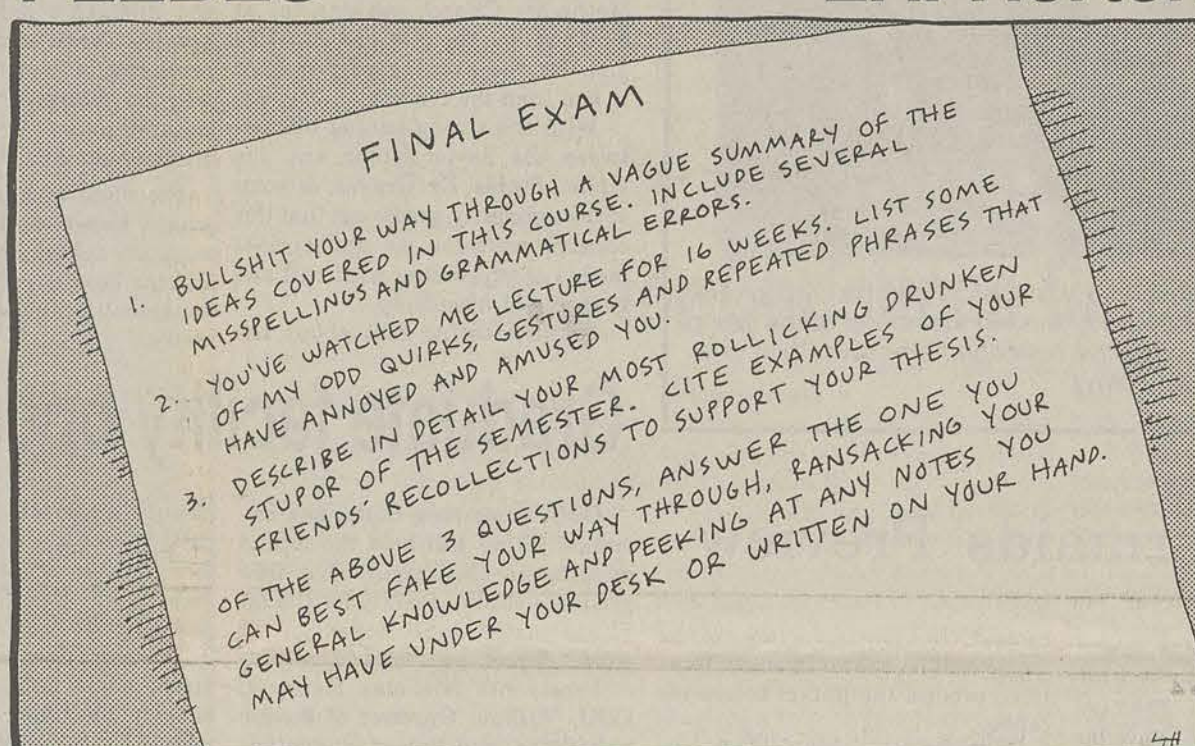 FINAL EXAM
1. BULLSHIT YOUR WAY THROUGH A VAGUE SUMMARY OF THE
IDEAS COVERED IN THIS COURSE. INCLUDE SEVERAL
MISSPELLINGS AND GRAMMATICAL ERRORS.
2. YOU'VE WATCHED ME LECTURE FOR 16 WEEKS. LIST SOME
OF MY ODD QUIRKS, GESTURES AND REPEATED PHRASES THAT
HAVE ANNOYED AND AMUSED YOU.
3. DESCRIBE IN DETAIL YOUR MOST ROLLICKING DRUNKEN
STUPOR OF THE SEMESTER. CITE EXAMPLES OF YOUR
FRIENDS' RECOLLECTIONS TO SUPPORT YOUR THESIS.
OF THE ABOVE 3 QUESTIONS, ANSWER THE ONE YOU
CAN BEST FAKE YOUR WAY THROUGH, RANSACKING YOUR
GENERAL KNOWLEDGE AND PEEKING AT ANY NOTES YOU
MAY HAVE UNDER YOUR DESK OR WRITTEN ON YOUR HAND.